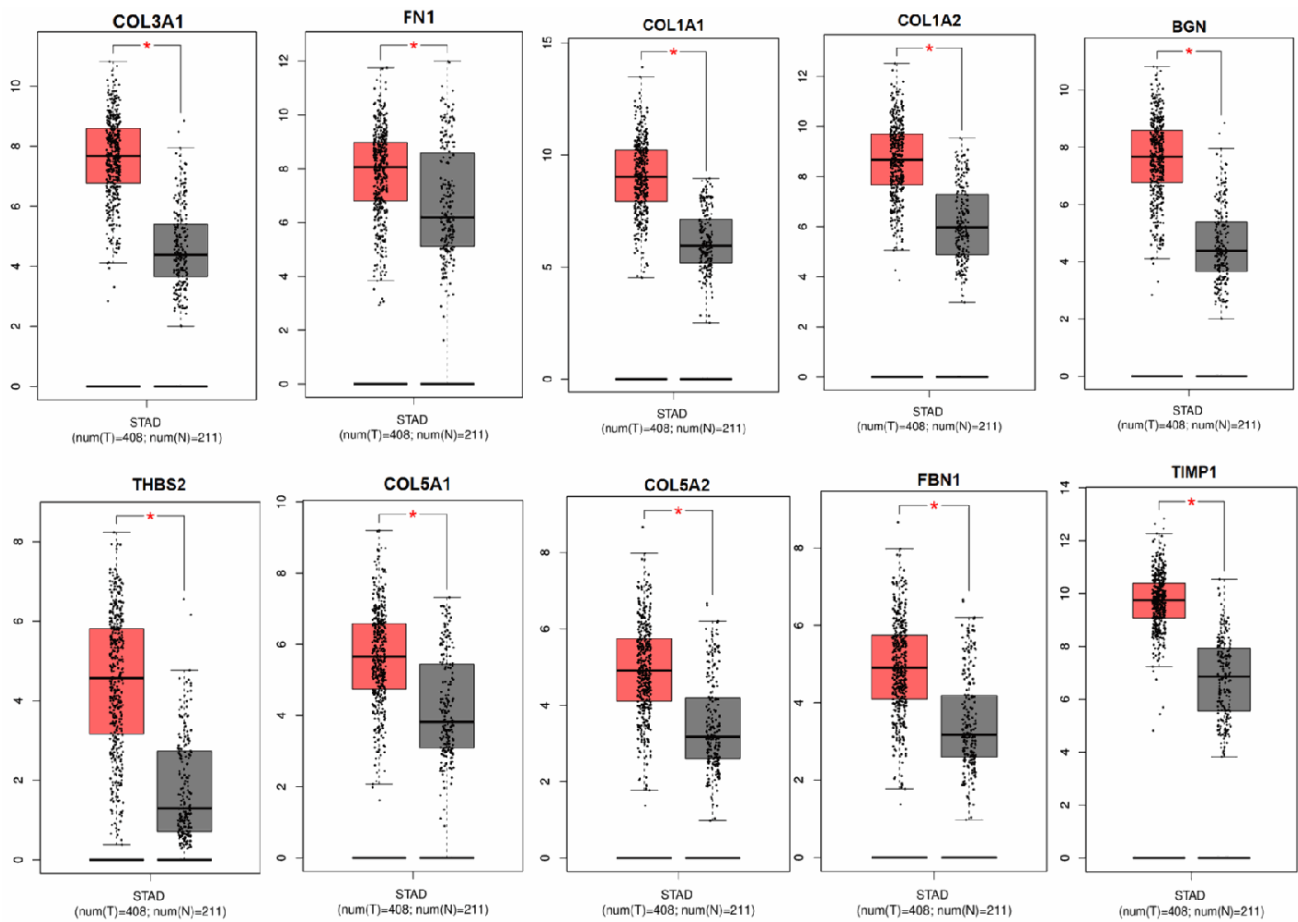 COL3A1
*
10
8
6
4
2
0
STAD
(num(T)=408; num(N)=211)
FN1
*
12
10
8
6
4
2
0
STAD
(num(T)=408; num(N)=211)
COL1A1
*
15
10
5
0
STAD
(num(T)=408; num(N)=211)
COL1A2
*
12
10
8
6
4
2
0
STAD
(num(T)=408; num(N)=211)
BGN
*
10
8
6
4
2
0
STAD
(num(T)=408; num(N)=211)
THBS2
*
8
6
4
2
0
STAD
(num(T)=408; num(N)=211)
COL5A1
*
10
8
6
4
2
0
STAD
(num(T)=408; num(N)=211)
COL5A2
*
8
6
4
2
0
STAD
(num(T)=408; num(N)=211)
FBN1
*
8
6
4
2
0
STAD
(num(T)=408; num(N)=211)
TIMP1
*
14
12
10
8
6
4
2
0
STAD
(num(T)=408; num(N)=211)